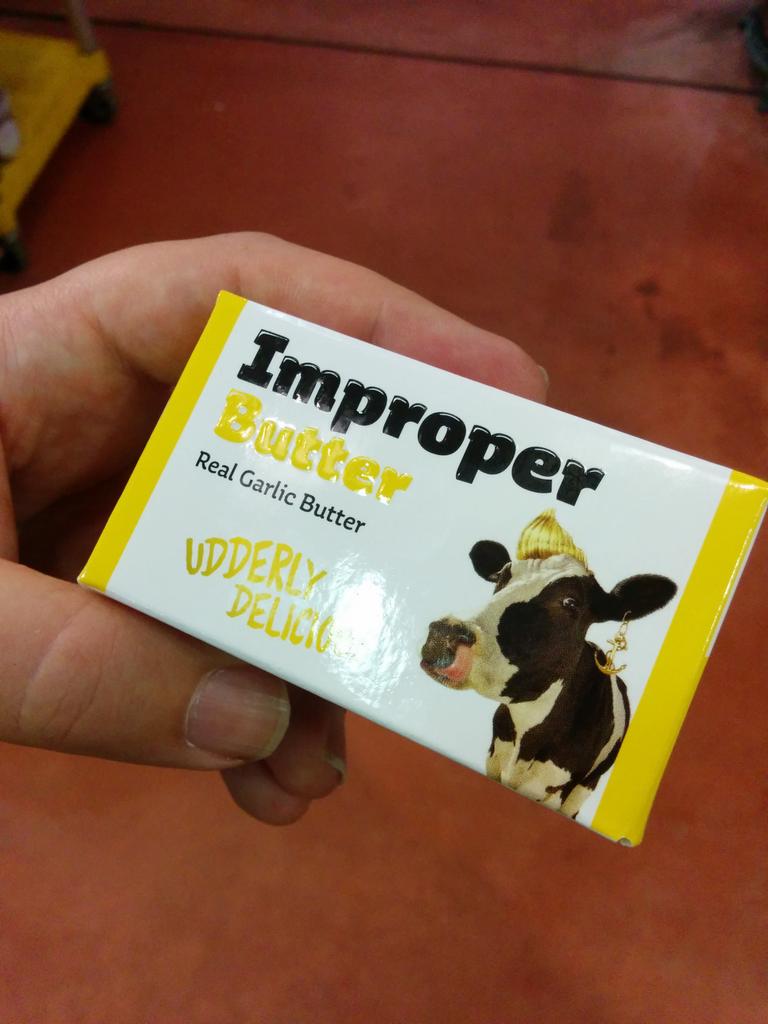 Improper
Butter
Real Garlic Butter
UDDERLY